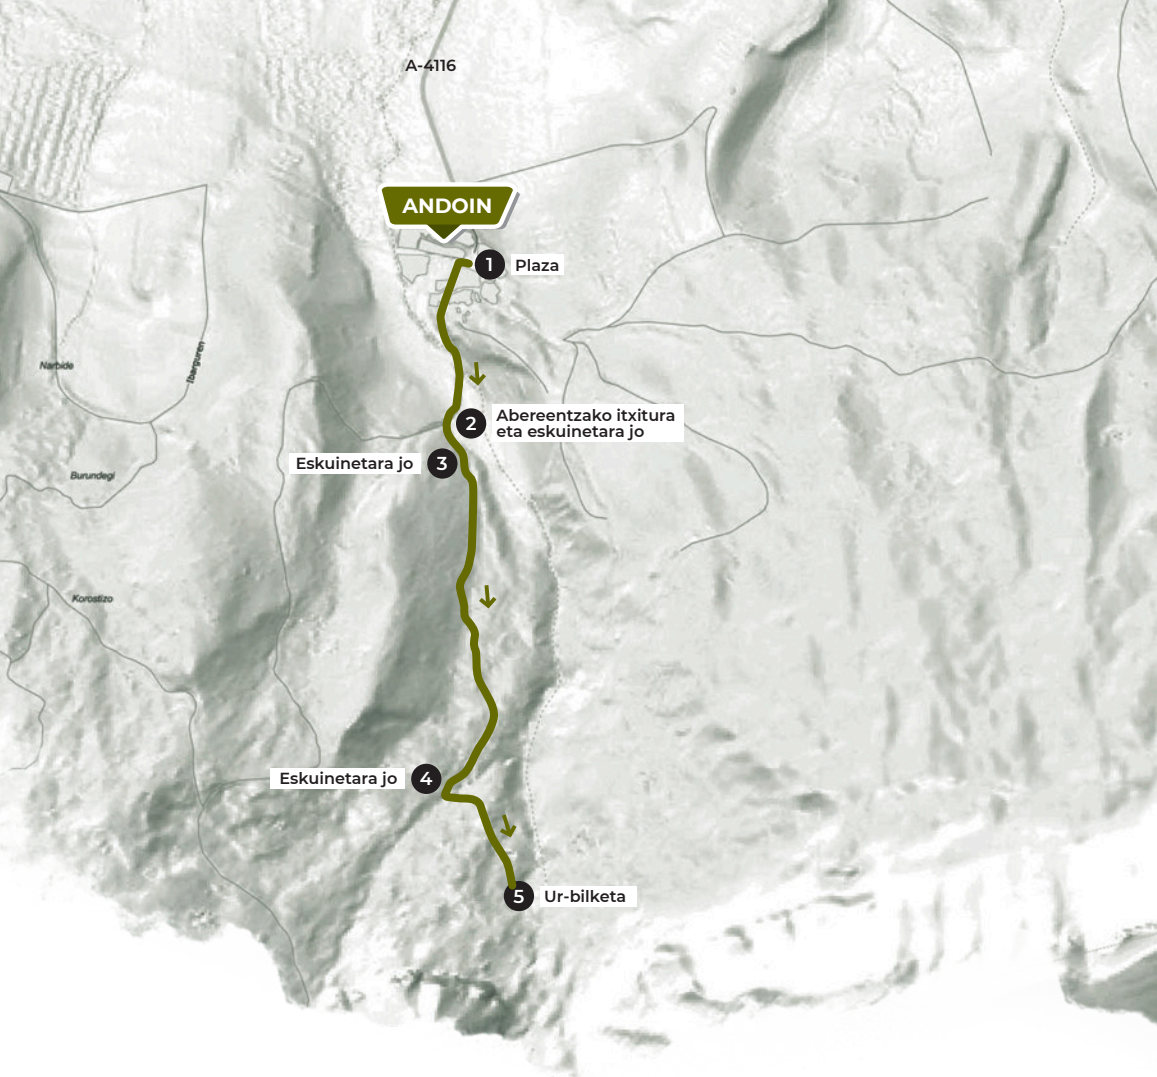 A-4116
ANDOIN
1 Plaza
Narbide
Ibarguren
2 Abereentzako itxitura
eta eskuinetara jo
Eskuinetara jo 3
Burundegi
Korostizo
Eskuinetara jo 4
5 Ur-bilketa